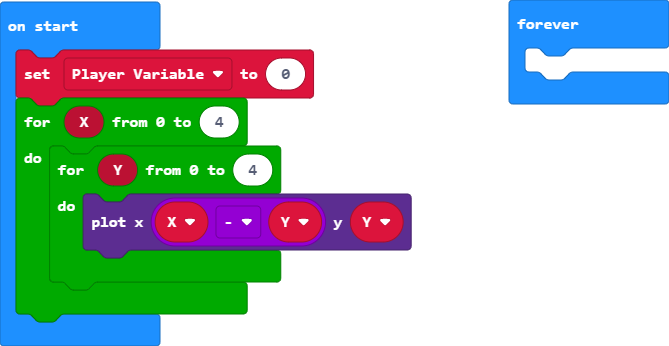 on start
forever
set Player Variable to 0
for X from 0 to 4
do
for Y from 0 to 4
do
plot x X - Y y Y